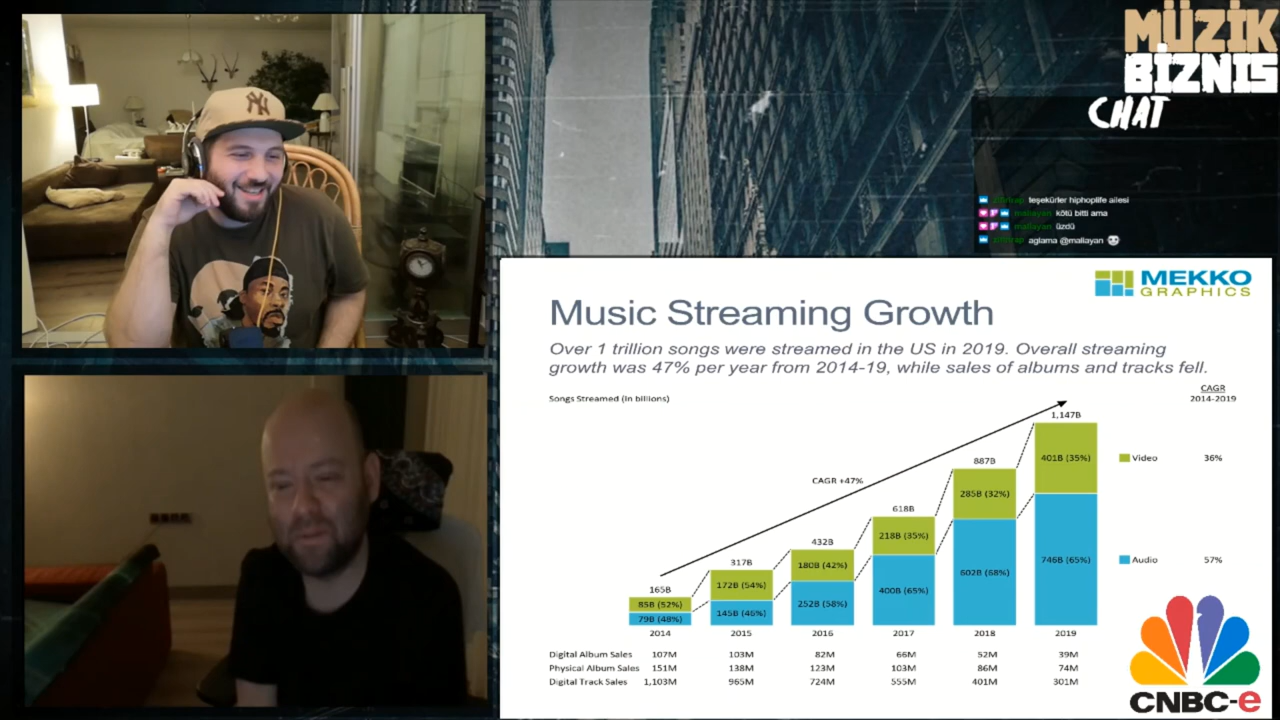 MÜZİK
BİZNIS
CHAT
teşekürler hiphoplife ailesi
mallayan kötü bitti ama
mallayan üzdü
aglama @mallayan
NY
MEKKO
GRAPHICS
Music Streaming Growth
Over 1 trillion songs were streamed in the US in 2019. Overall streaming
growth was 47% per year from 2014-19, while sales of albums and tracks fell.
CAGR
Songs Streamed (in billions) 2014-2019
1,147B
401B (35%) Video 36%
887B
CAGR +47%
285B (32%)
618B
218B (35%)
432B
746B (65%) Audio 57%
317B
180B (42%)
602B (68%)
165B
172B (54%)
400B (65%)
85B (52%)
252B (58%)
145B (46%)
79B (48%)
2014 2015 2016 2017 2018 2019
Digital Album Sales 107M 103M 82M 66M 52M 39M
Physical Album Sales 151M 138M 123M 103M 86M 74M
Digital Track Sales 1,103M 965M 724M 555M 401M 301M
CNBC-e